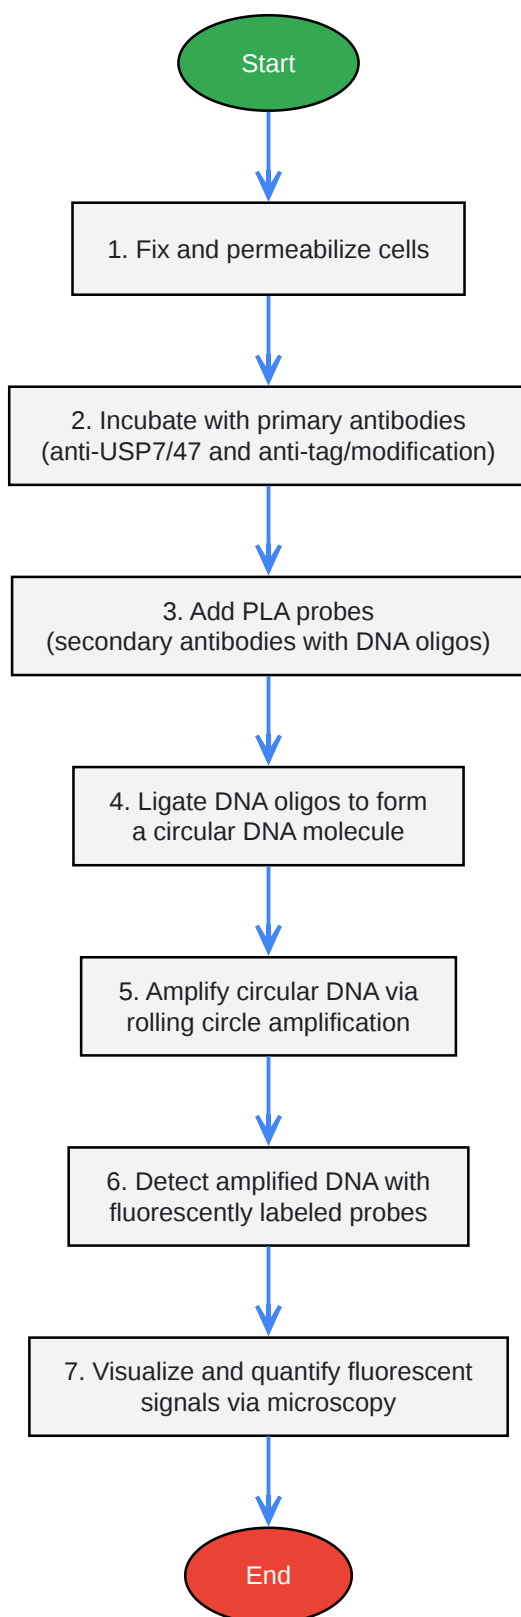 Start
1. Fix and permeabilize cells
2. Incubate with primary antibodies
(anti-USP7/47 and anti-tag/modification)
3. Add PLA probes
(secondary antibodies with DNA oligos)
4. Ligate DNA oligos to form
a circular DNA molecule
5. Amplify circular DNA via
rolling circle amplification
6. Detect amplified DNA with
fluorescently labeled probes
7. Visualize and quantify fluorescent
signals via microscopy
End